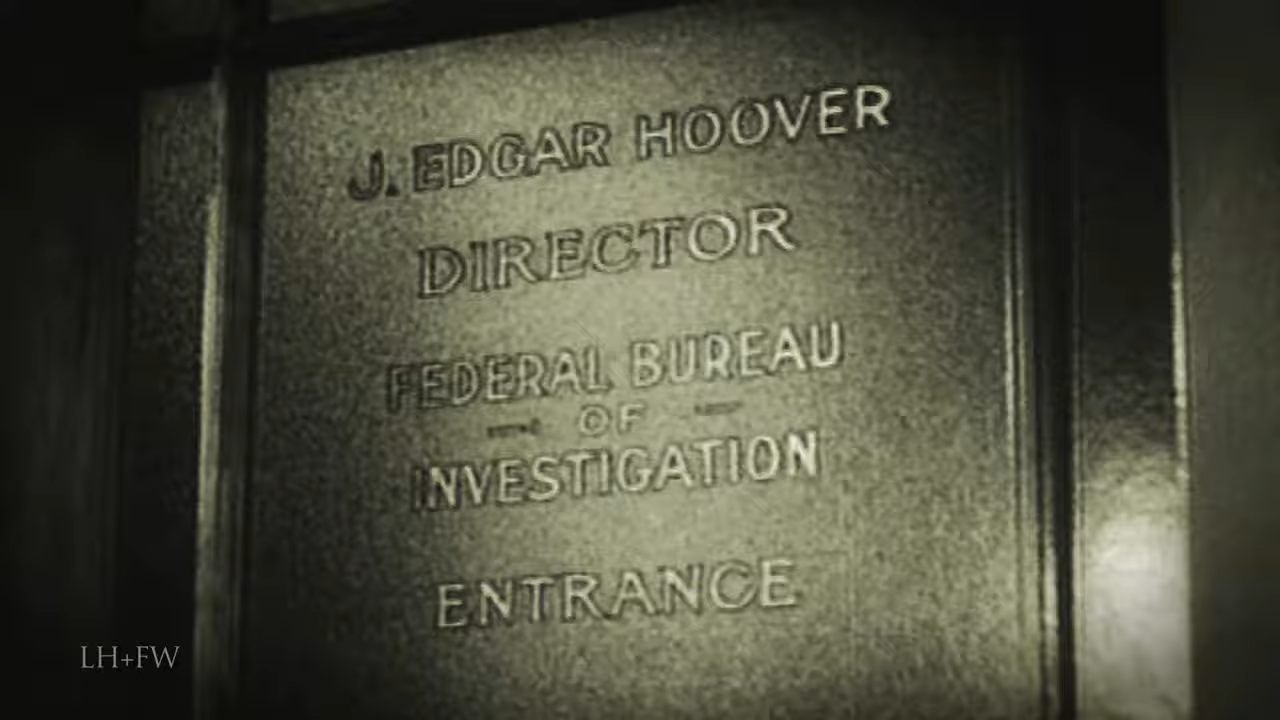 J. EDGAR HOOVER
DIRECTOR
FEDERAL BUREAU
— OF —
INVESTIGATION
ENTRANCE
LH+FW